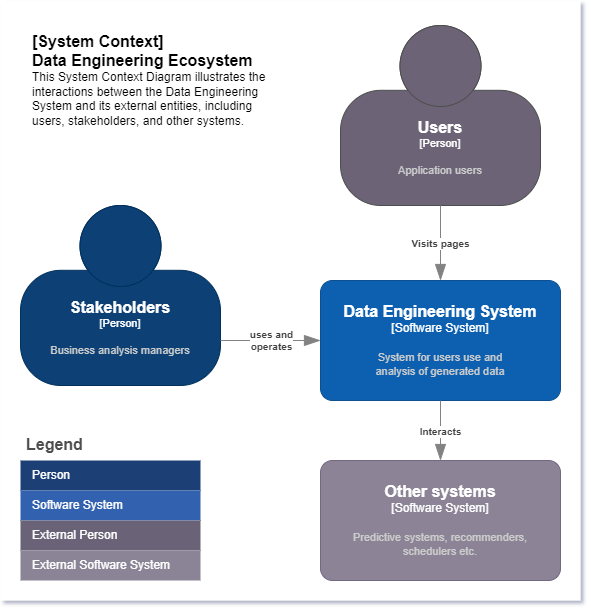 [System Context]
Data Engineering Ecosystem
This System Context Diagram illustrates the
interactions between the Data Engineering
System and its external entities, including
users, stakeholders, and other systems.
Users
[Person]
Application users
Visits pages
Stakeholders
[Person]
Business analysis managers
uses and
operates
Data Engineering System
[Software System]
System for users use and
analysis of generated data
Interacts
Other systems
[Software System]
Predictive systems, recommenders,
schedulers etc.
Legend
Person
Software System
External Person
External Software System